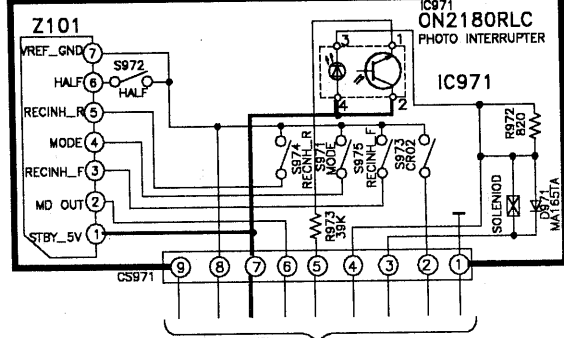 IC971
Z101
ON2180RLC
PHOTO INTERRUPTER
3
1
VREF_GND 7
S972
HALF 6
HALF
IC971
4
2
RECINH_R 5
R972
820
MODE 4
S974
RECINH_R
S971
MODE
S975
RECINH_F
S973
CR02
RECINH_F 3
MD OUT 2
SOLENIOD
D971
MA165TA
STBY_5V 1
R973
39K
CS971
9 8 7 6 5 4 3 2 1